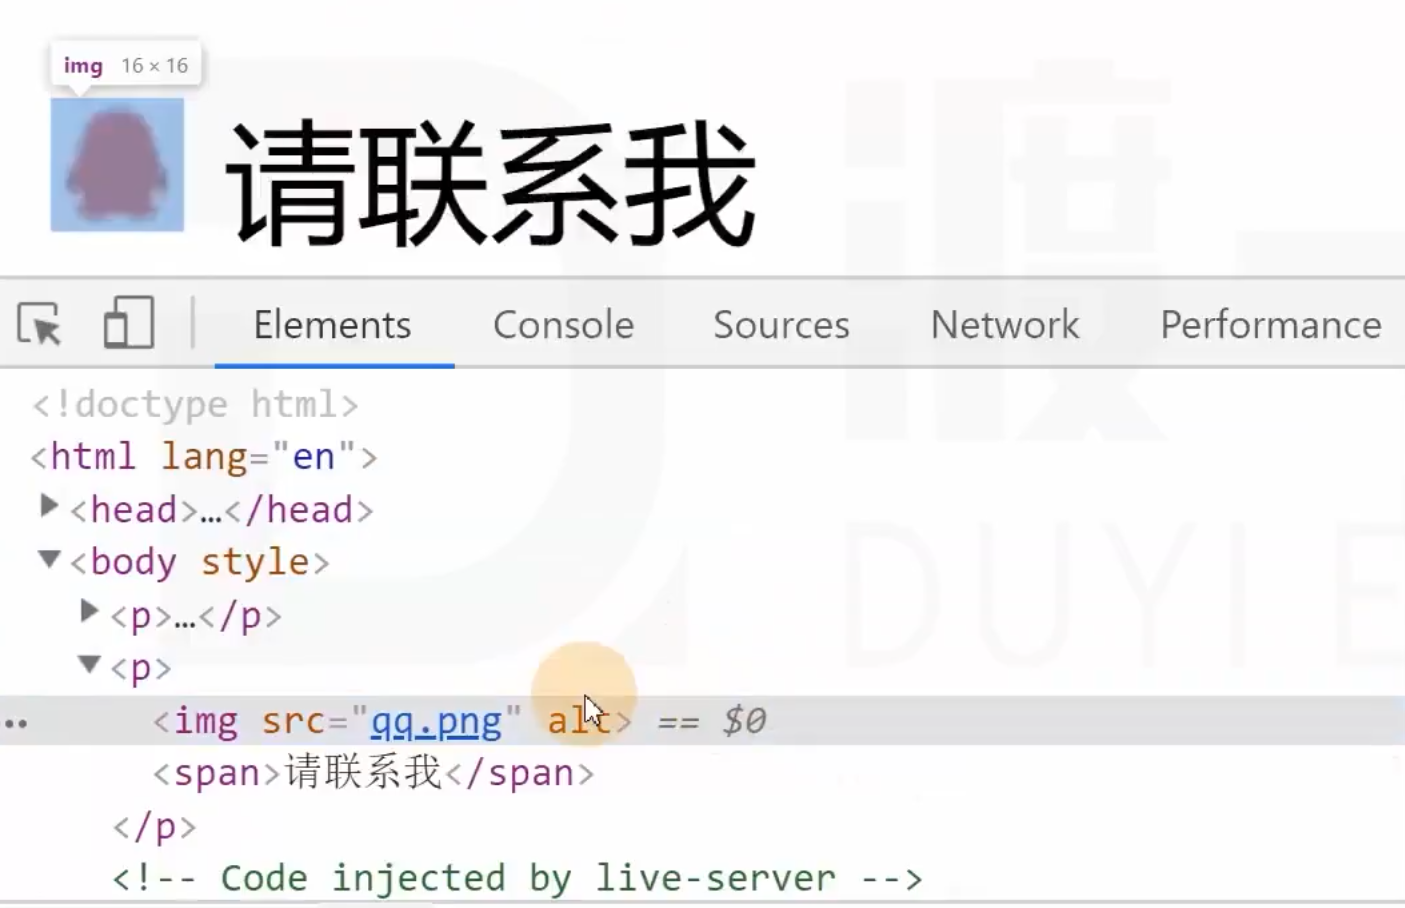 img 16 × 16
请联系我
Elements Console Sources Network Performance
<!doctype html>
<html lang="en">
<head>…</head>
<body style>
<p>…</p>
<p>
<img src="qq.png" alt> == $0
<span>请联系我</span>
</p>
<!-- Code injected by live-server -->
渡一
DUYI E